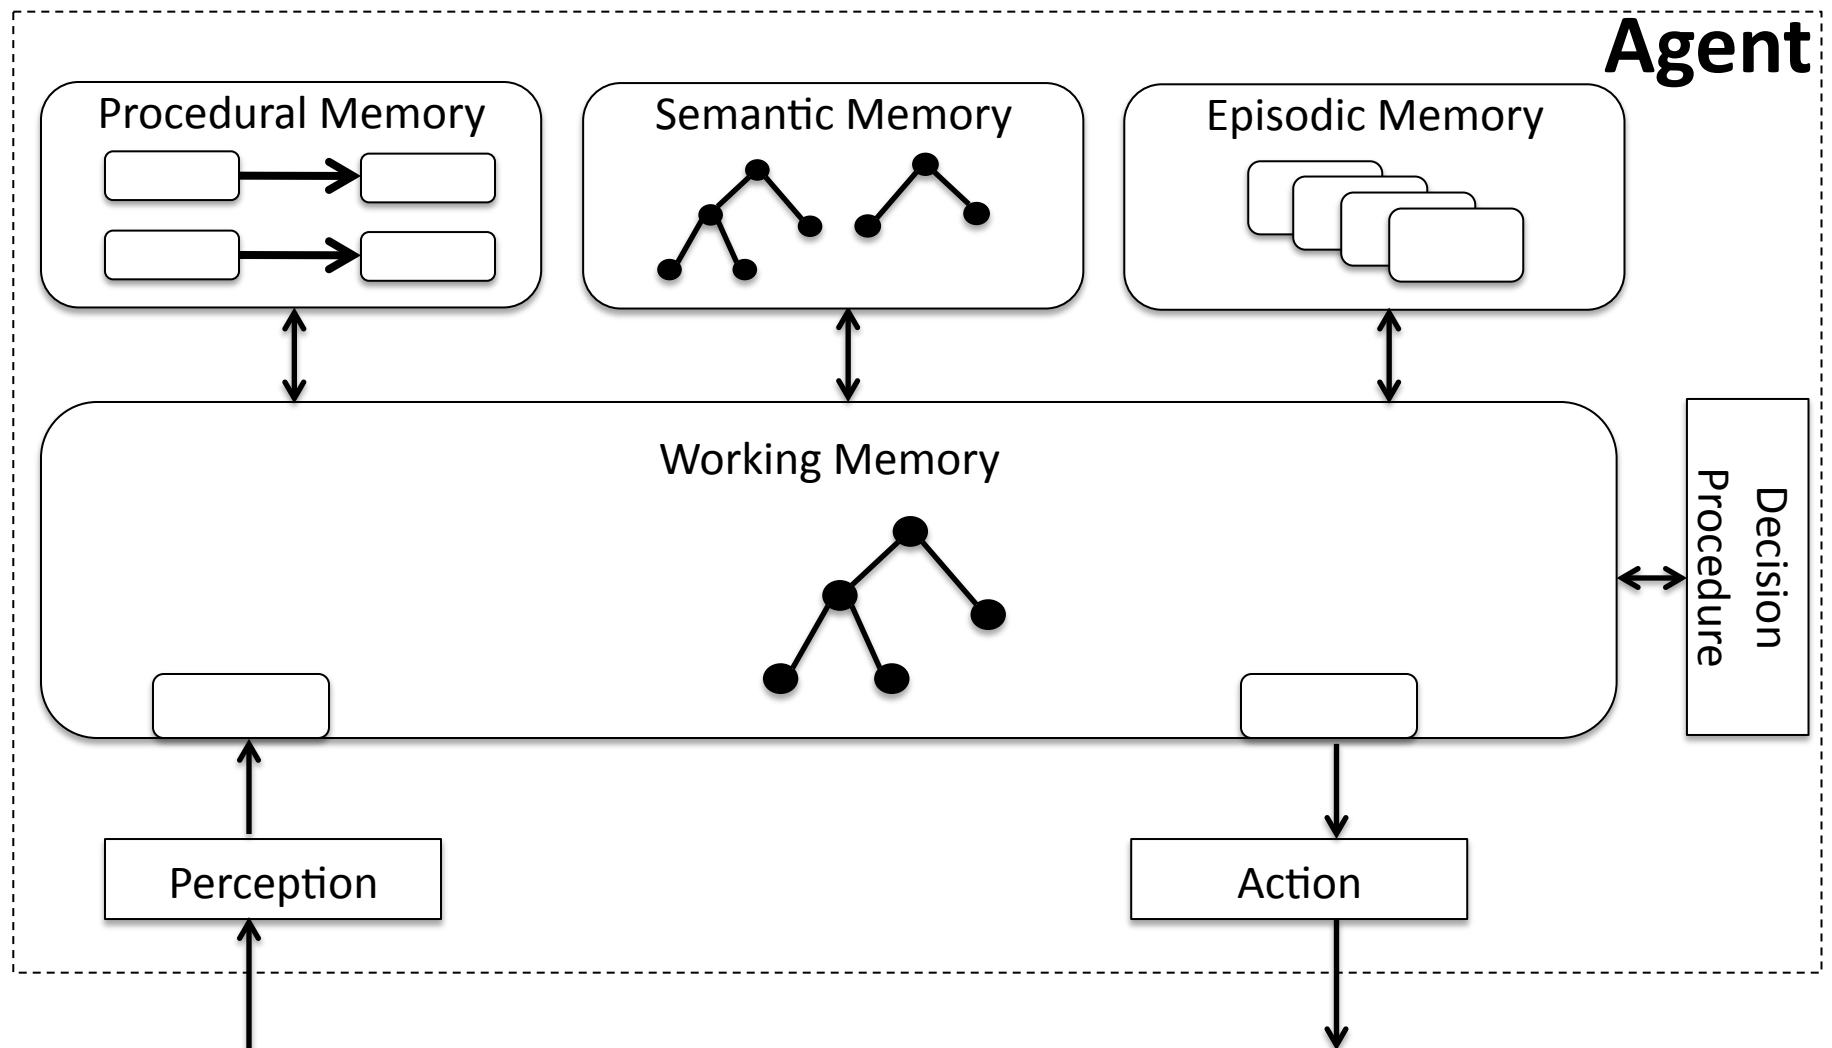 Agent
Procedural Memory
Semantic Memory
Episodic Memory
Working Memory
Decision
Procedure
Perception
Action